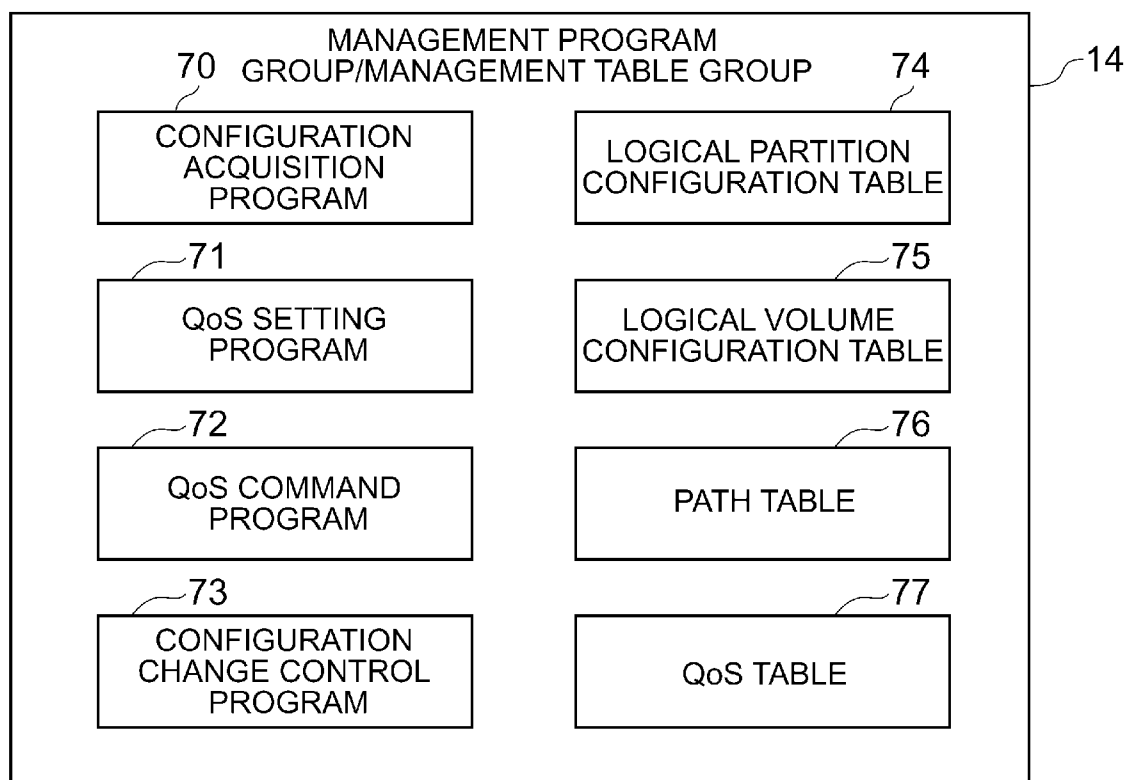 MANAGEMENT PROGRAM
GROUP/MANAGEMENT TABLE GROUP
14
70
CONFIGURATION
ACQUISITION
PROGRAM
74
LOGICAL PARTITION
CONFIGURATION TABLE
71
QoS SETTING
PROGRAM
75
LOGICAL VOLUME
CONFIGURATION TABLE
72
QoS COMMAND
PROGRAM
76
PATH TABLE
73
CONFIGURATION
CHANGE CONTROL
PROGRAM
77
QoS TABLE